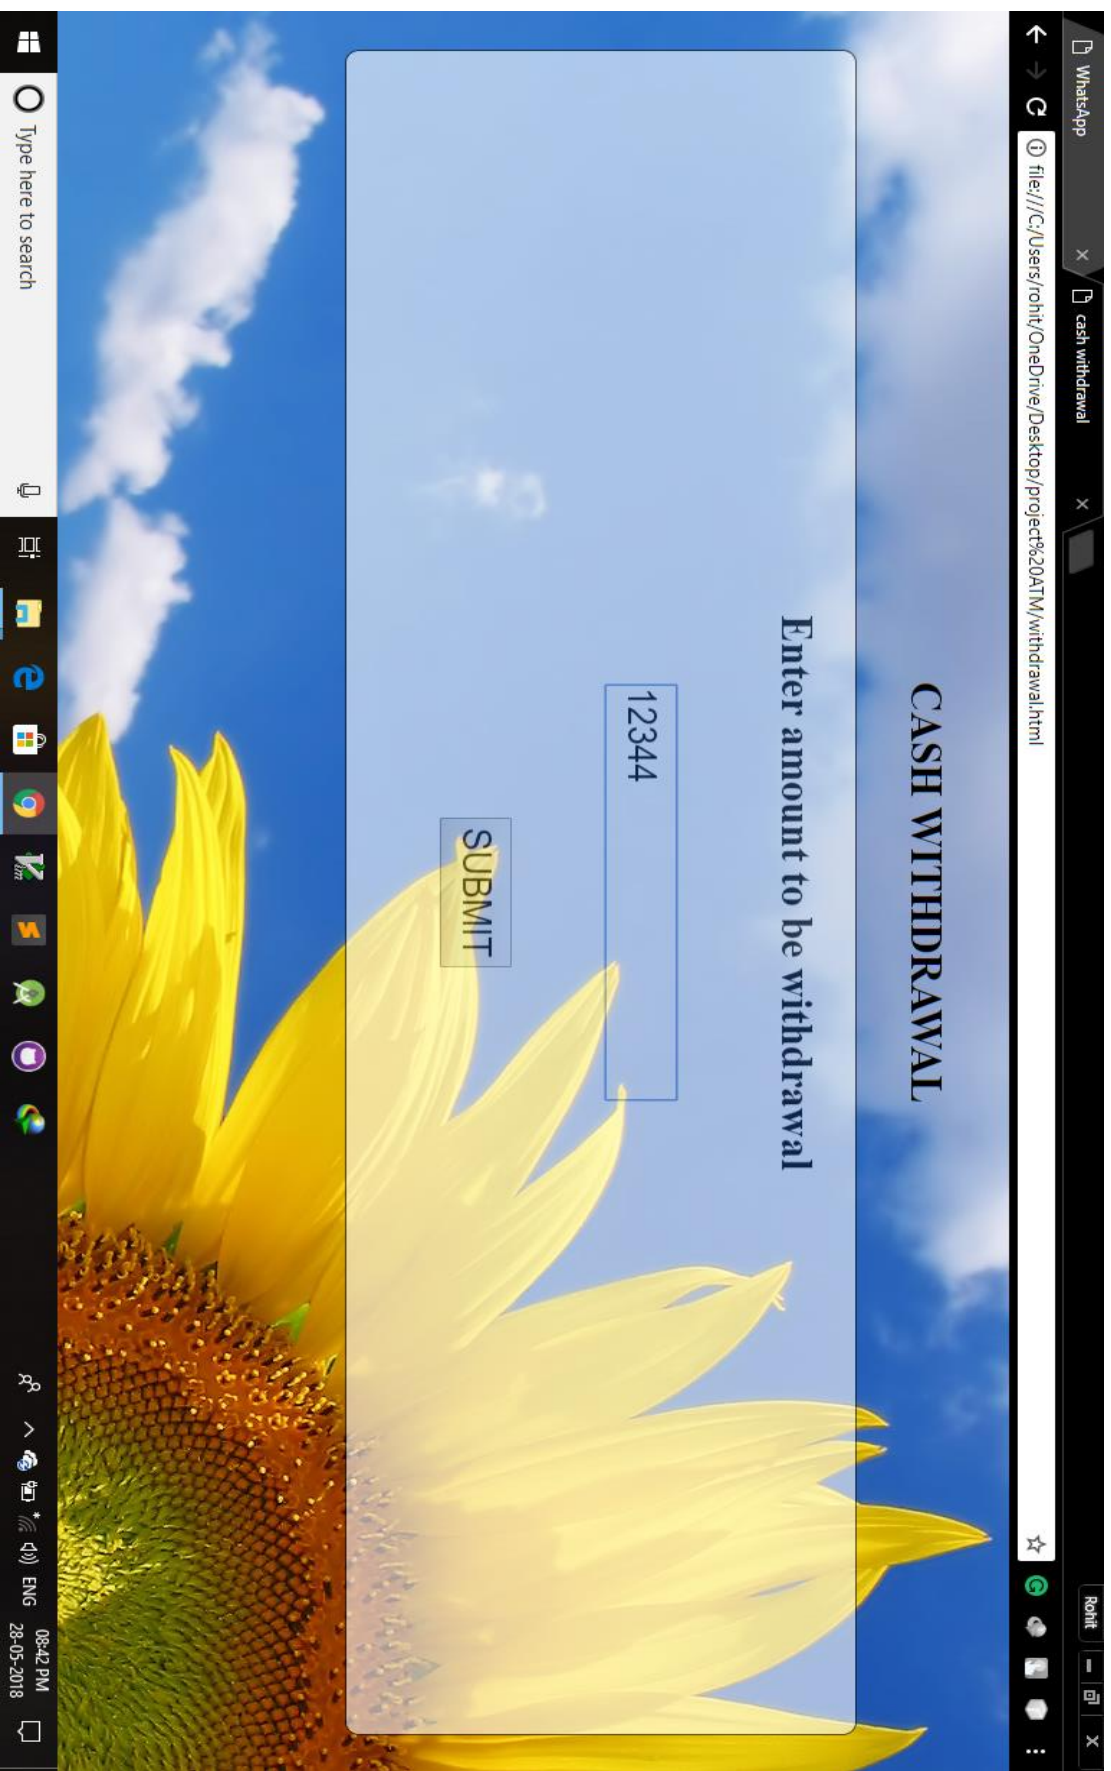 WhatsApp
cash withdrawal
Rohit
file:///C:/Users/rohit/OneDrive/Desktop/project%20ATM/withdrawal.html
CASH WITHDRAWAL
Enter amount to be withdrawal
12344
SUBMIT
Type here to search
ENG
08:42 PM
28-05-2018